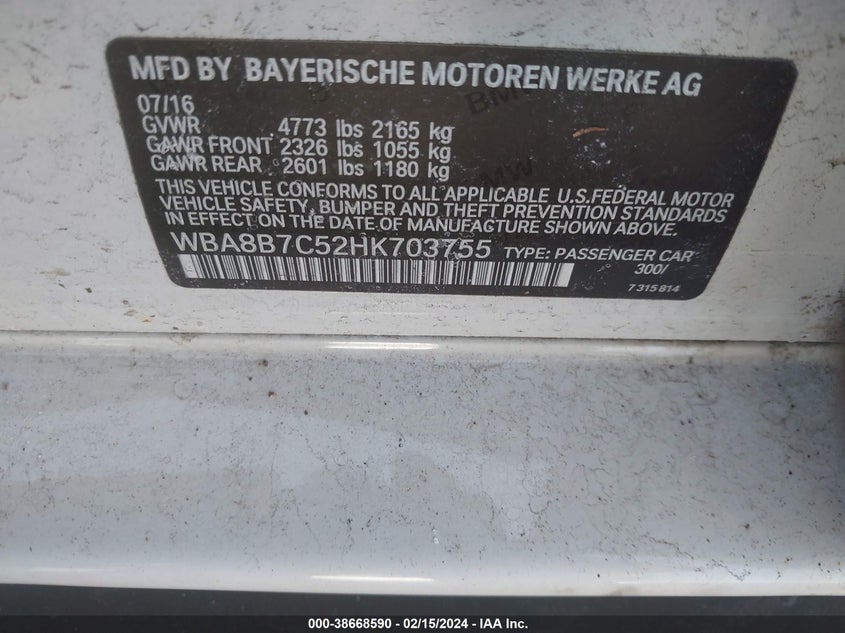 MFD BY BAYERISCHE MOTOREN WERKE AG
07/16
GVWR 4773 lbs 2165 kg
GAWR FRONT 2326 lbs 1055 kg
GAWR REAR 2601 lbs 1180 kg
THIS VEHICLE CONFORMS TO ALL APPLICABLE U.S.FEDERAL MOTOR
VEHICLE SAFETY, BUMPER AND THEFT PREVENTION STANDARDS
IN EFFECT ON THE DATE OF MANUFACTURE SHOWN ABOVE.
WBA8B7C52HK703755 TYPE: PASSENGER CAR
300/
7 315 814
000-38668590 - 02/15/2024 - IAA Inc.